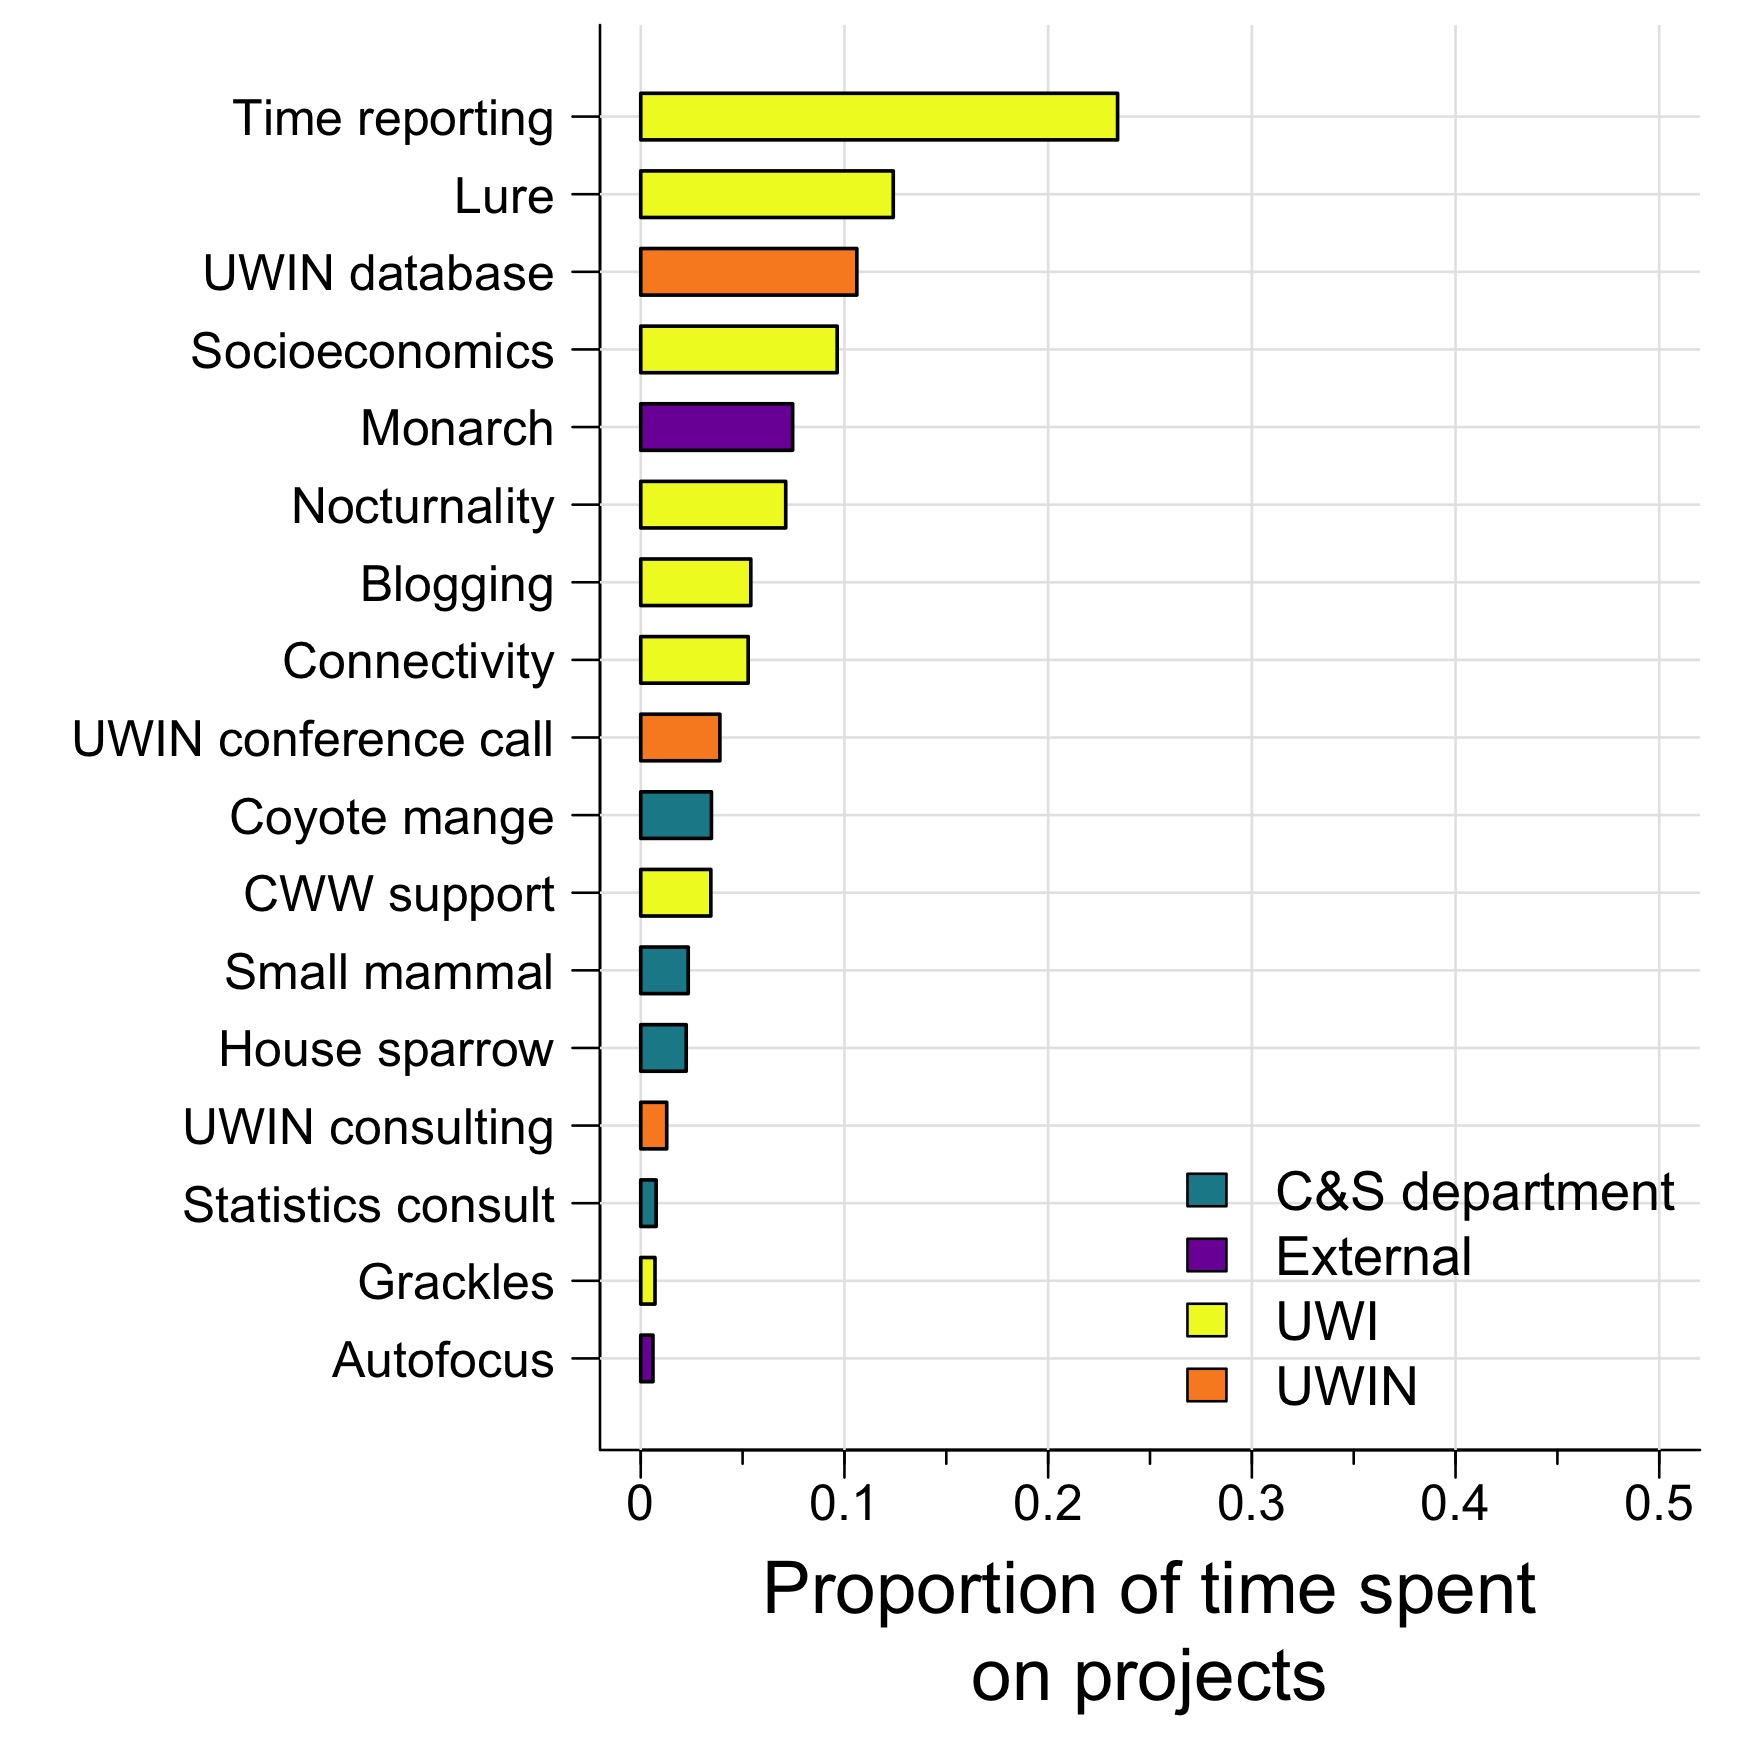 Time reporting
Lure
UWIN database
Socioeconomics
Monarch
Nocturnality
Blogging
Connectivity
UWIN conference call
Coyote mange
CWW support
Small mammal
House sparrow
UWIN consulting
Statistics consult
Grackles
Autofocus
C&S department
External
UWI
UWIN
0 0.1 0.2 0.3 0.4 0.5
Proportion of time spent
on projects